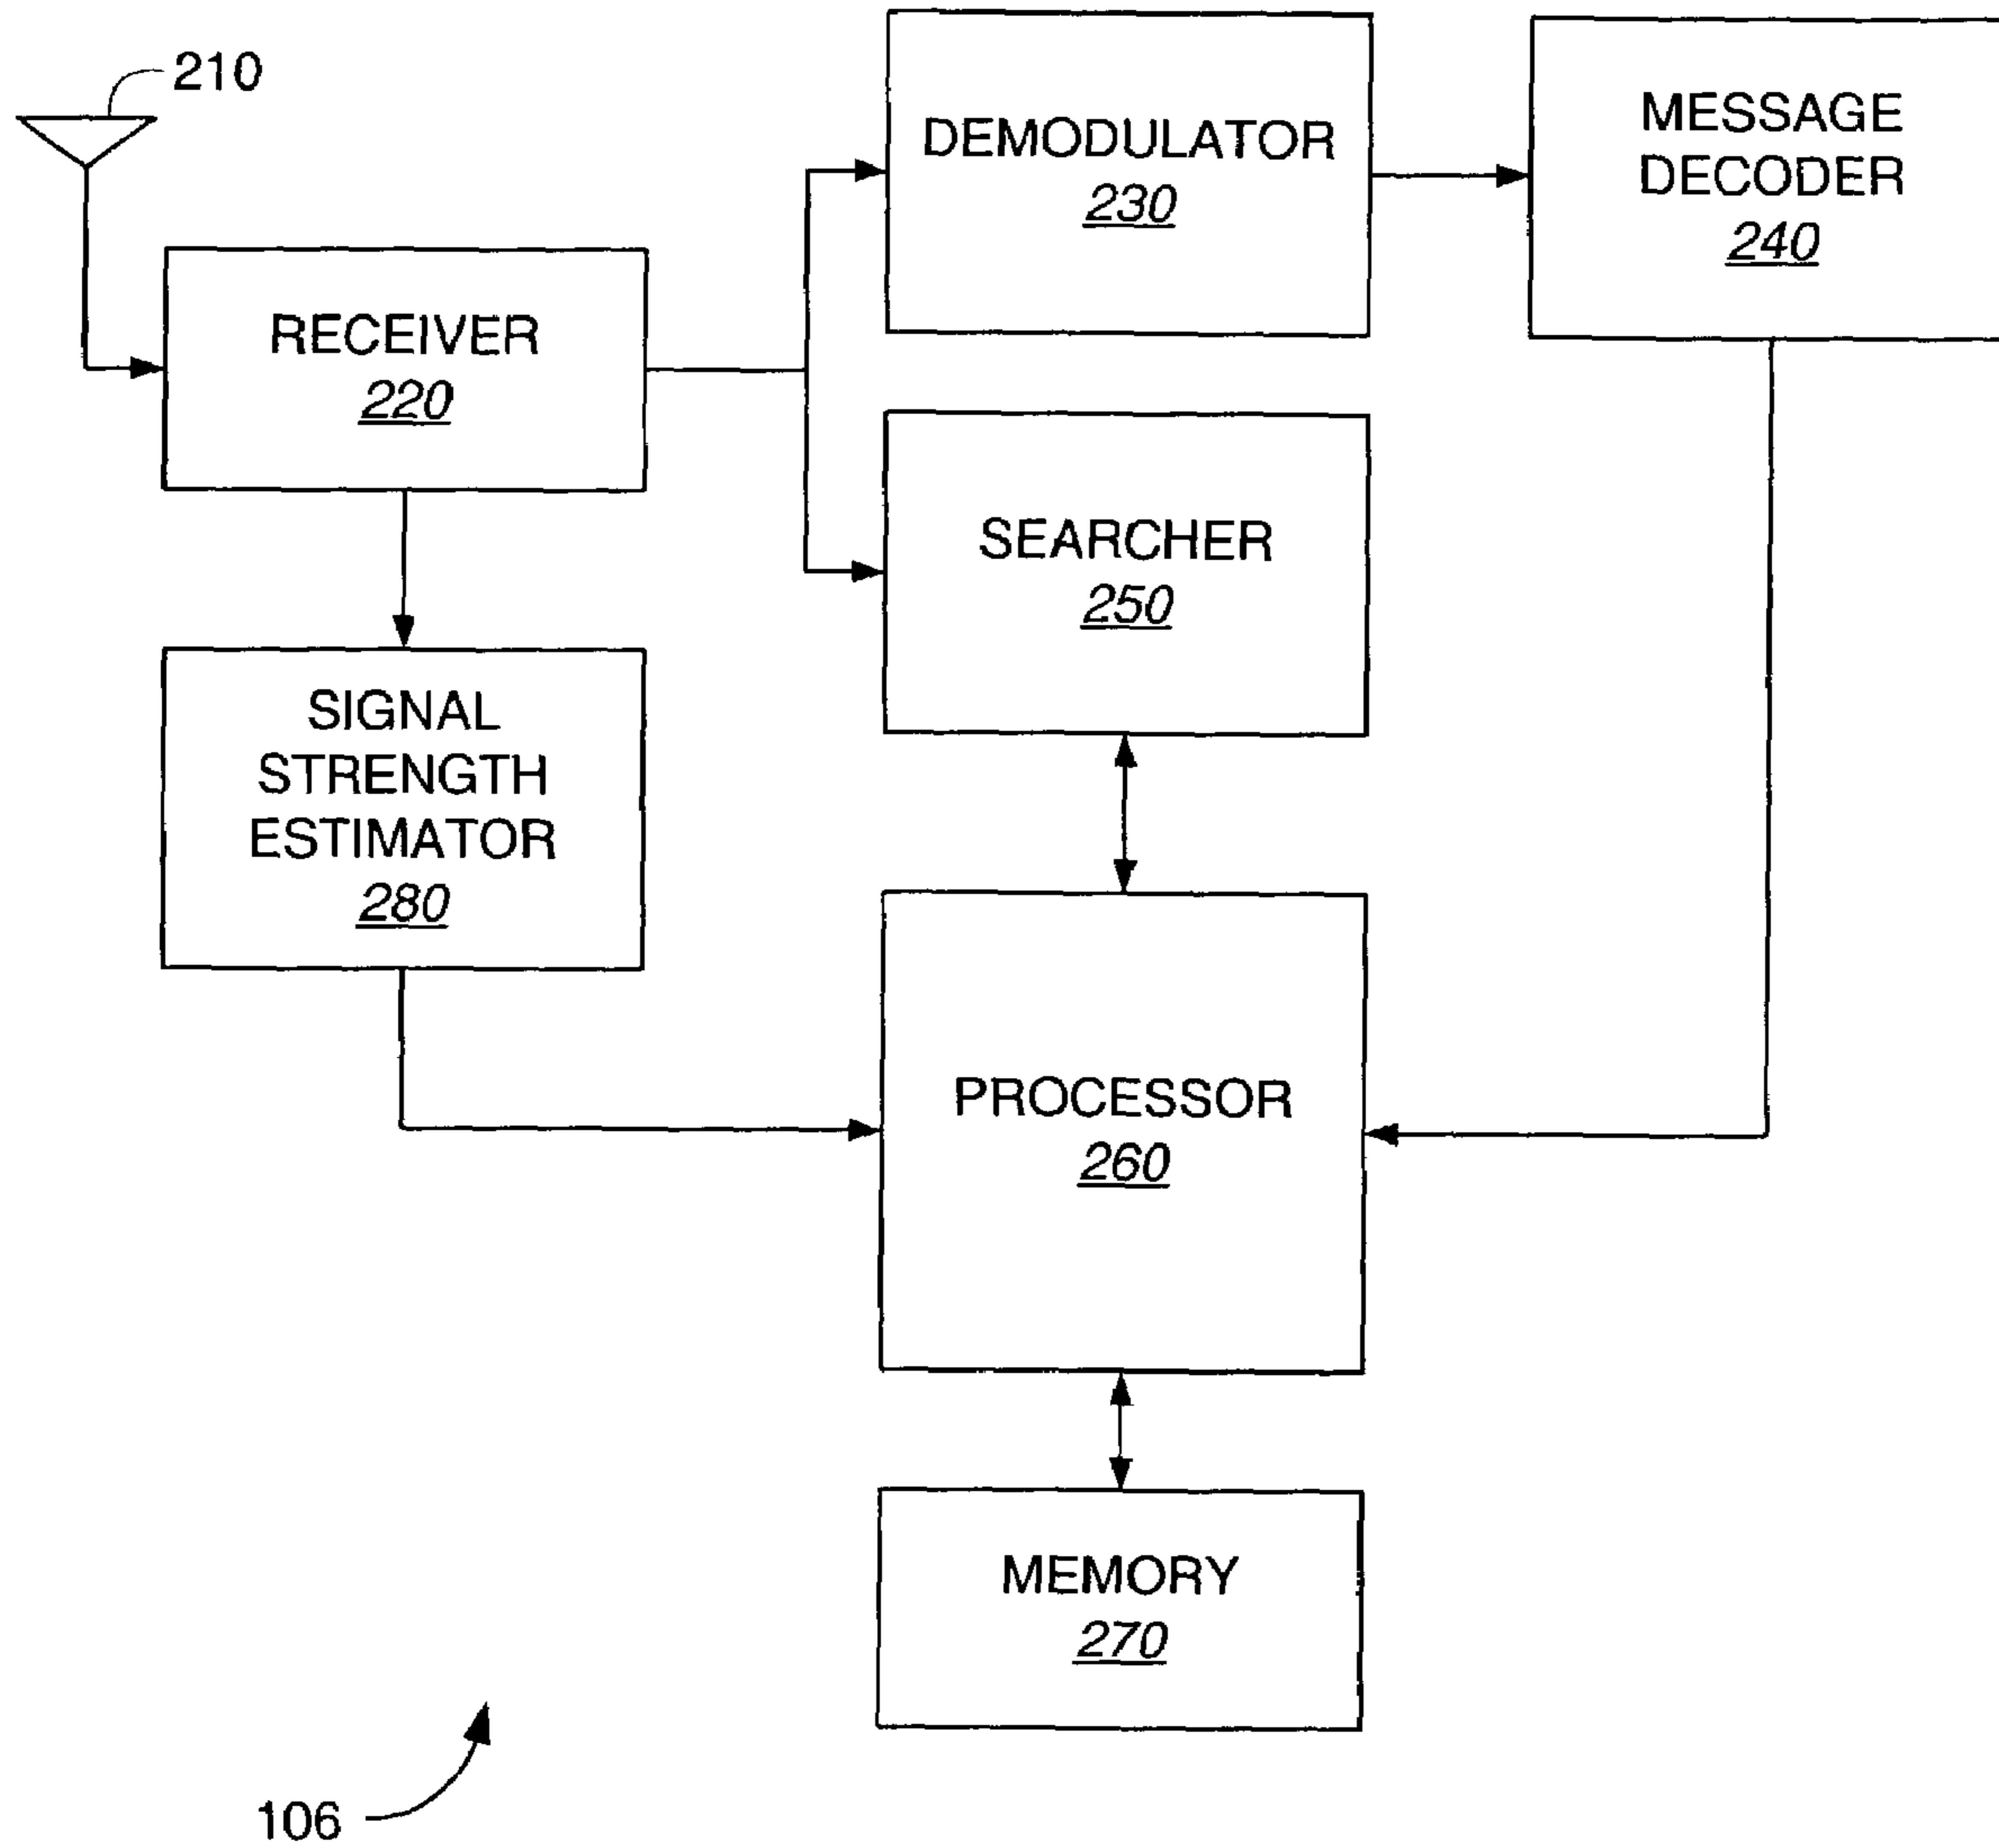 210
DEMODULATOR
230
MESSAGE
DECODER
240
RECEIVER
220
SEARCHER
250
SIGNAL
STRENGTH
ESTIMATOR
280
PROCESSOR
260
MEMORY
270
106